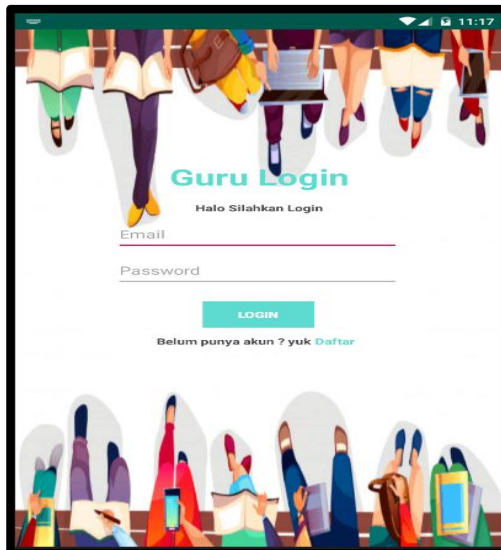 11:17
Guru Login
Halo Silahkan Login
Email
Password
LOGIN
Belum punya akun ? yuk Daftar